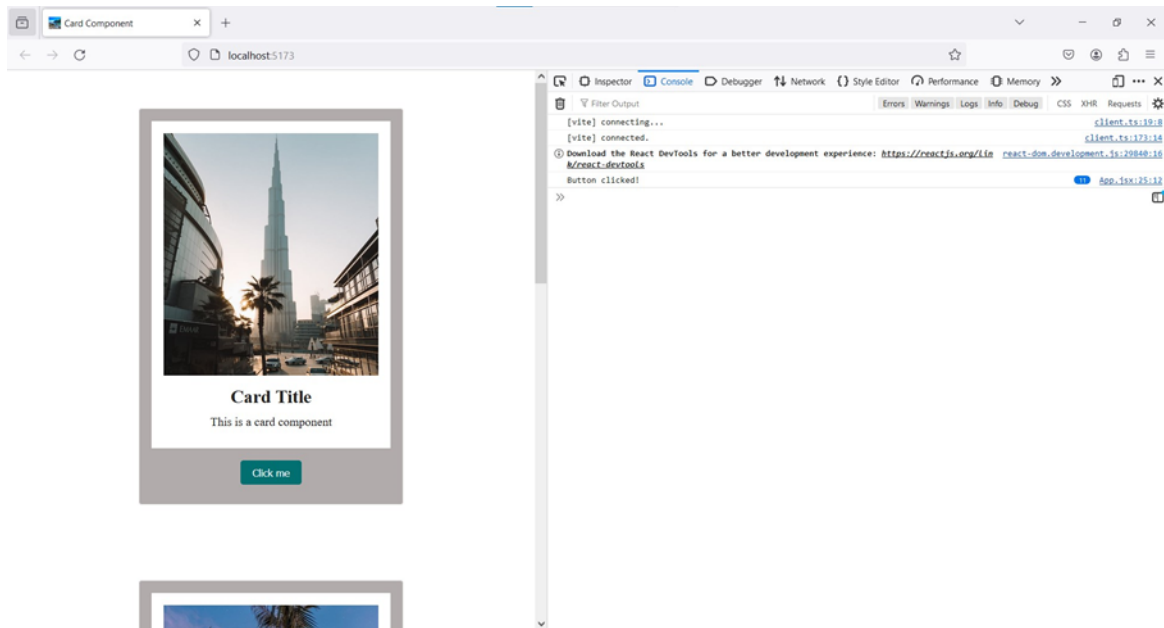 Card Component
localhost:5173
Inspector Console Debugger Network Style Editor Performance Memory
Filter Output Errors Warnings Logs Info Debug CSS XHR Requests
[vite] connecting... client.ts:19:8
[vite] connected. client.ts:173:14
Download the React DevTools for a better development experience: https://reactjs.org/lin react-dom.development.js:29840:16
k/react-devtools
Button clicked! 11 App.jsx:25:12
EMAAR
Card Title
This is a card component
Click me